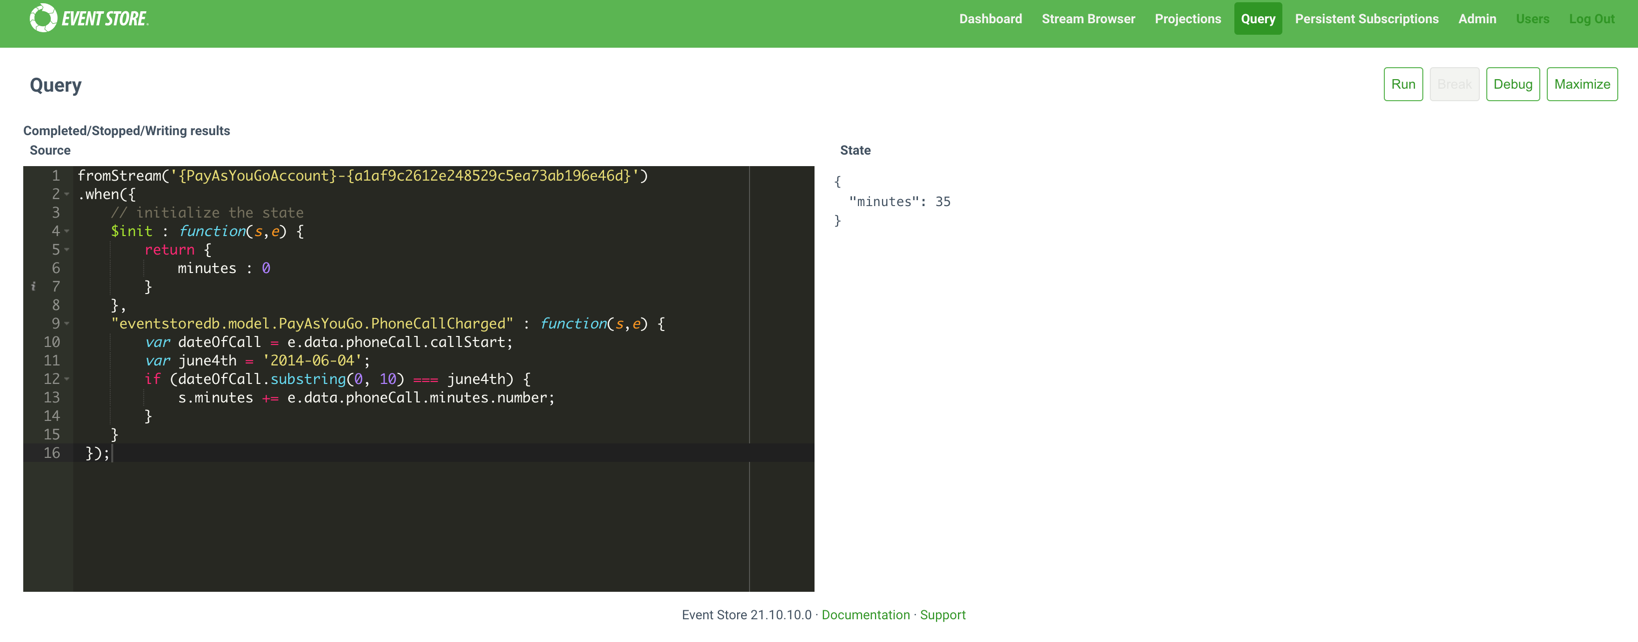 EVENT STORE.
Dashboard Stream Browser Projections Query Persistent Subscriptions Admin Users Log Out
Query
Run Break Debug Maximize
Completed/Stopped/Writing results
Source
State
1 fromStream('{PayAsYouGoAccount}-{a1af9c2612e248529c5ea73ab196e46d}')
2 .when({
3 // initialize the state
4 $init : function(s,e) {
5 return {
6 minutes : 0
i 7 }
8 },
9 "eventstoredb.model.PayAsYouGo.PhoneCallCharged" : function(s,e) {
10 var dateOfCall = e.data.phoneCall.callStart;
11 var june4th = '2014-06-04';
12 if (dateOfCall.substring(0, 10) === june4th) {
13 s.minutes += e.data.phoneCall.minutes.number;
14 }
15 }
16 });
{
"minutes": 35
}
Event Store 21.10.10.0 · Documentation · Support